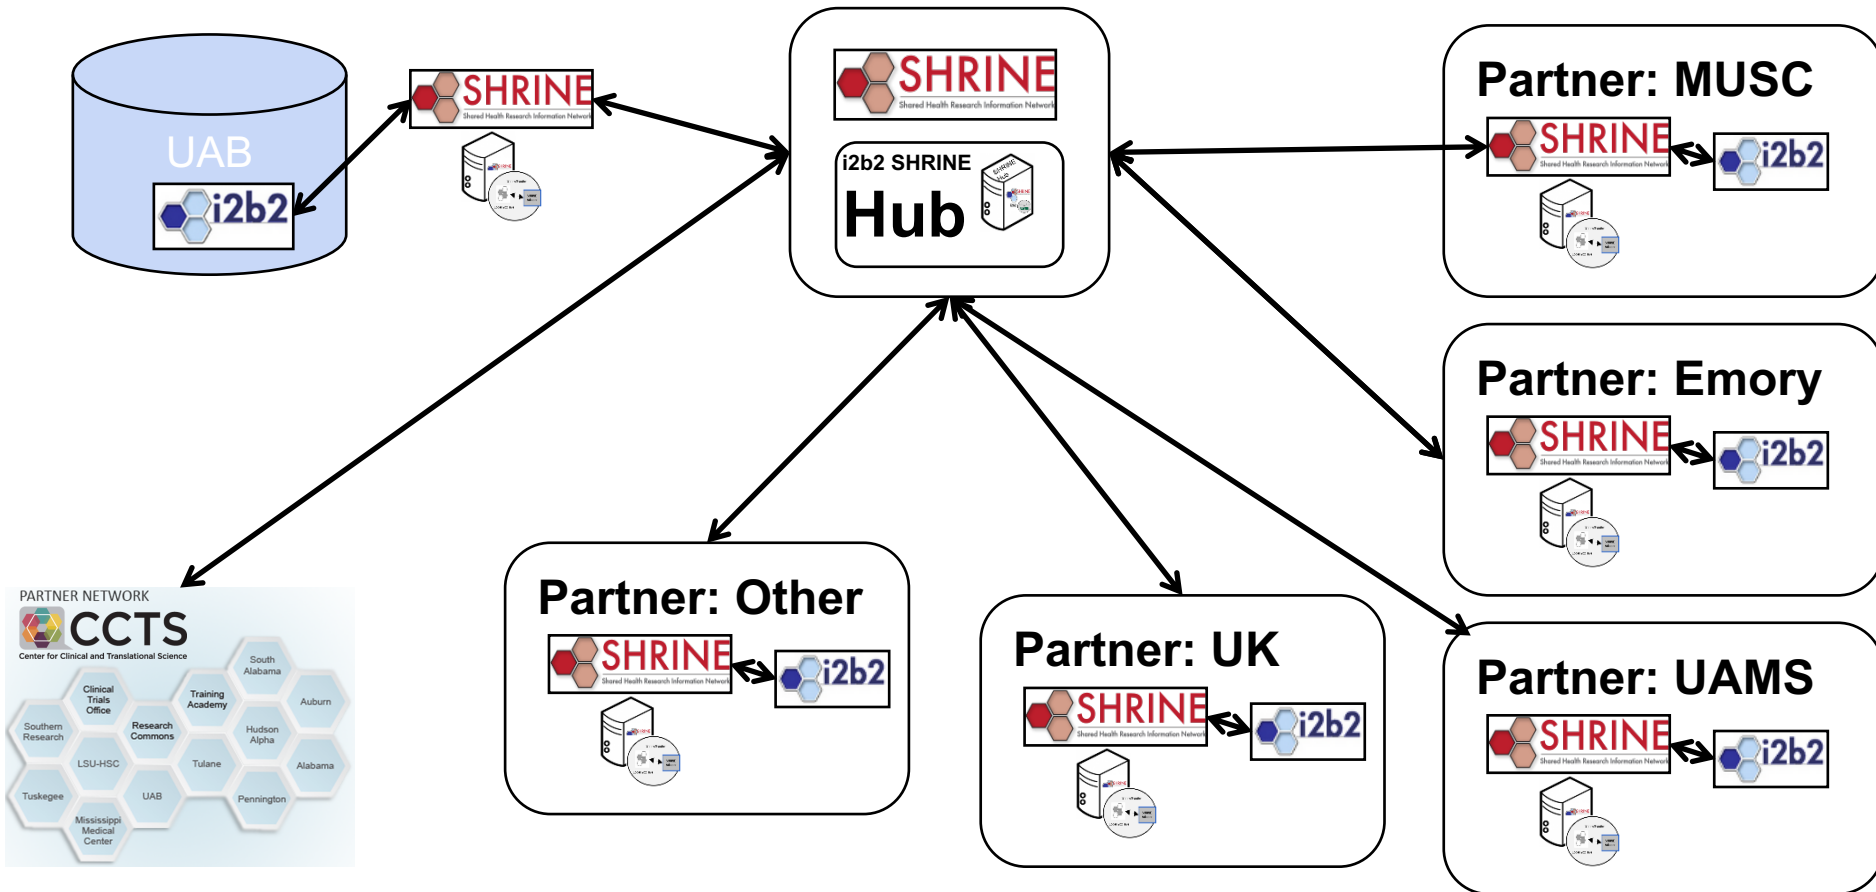 UAB
i2b2
SHRINE
Shared Health Research Information Network
SHRINE
Shared Health Research Information Network
i2b2 SHRINE
Hub
SHRINE
Hub
Partner: MUSC
SHRINE
Shared Health Research Information Network
i2b2
Partner: Emory
SHRINE
Shared Health Research Information Network
i2b2
Partner: Other
SHRINE
Shared Health Research Information Network
i2b2
Partner: UK
SHRINE
Shared Health Research Information Network
i2b2
Partner: UAMS
SHRINE
Shared Health Research Information Network
i2b2
PARTNER NETWORK
CCTS
Center for Clinical and Translational Science
South
Alabama
Clinical
Trials
Office
Training
Academy
Auburn
Southern
Research
Research
Commons
Hudson
Alpha
LSU-HSC
Tulane
Alabama
Tuskegee
UAB
Pennington
Mississippi
Medical
Center